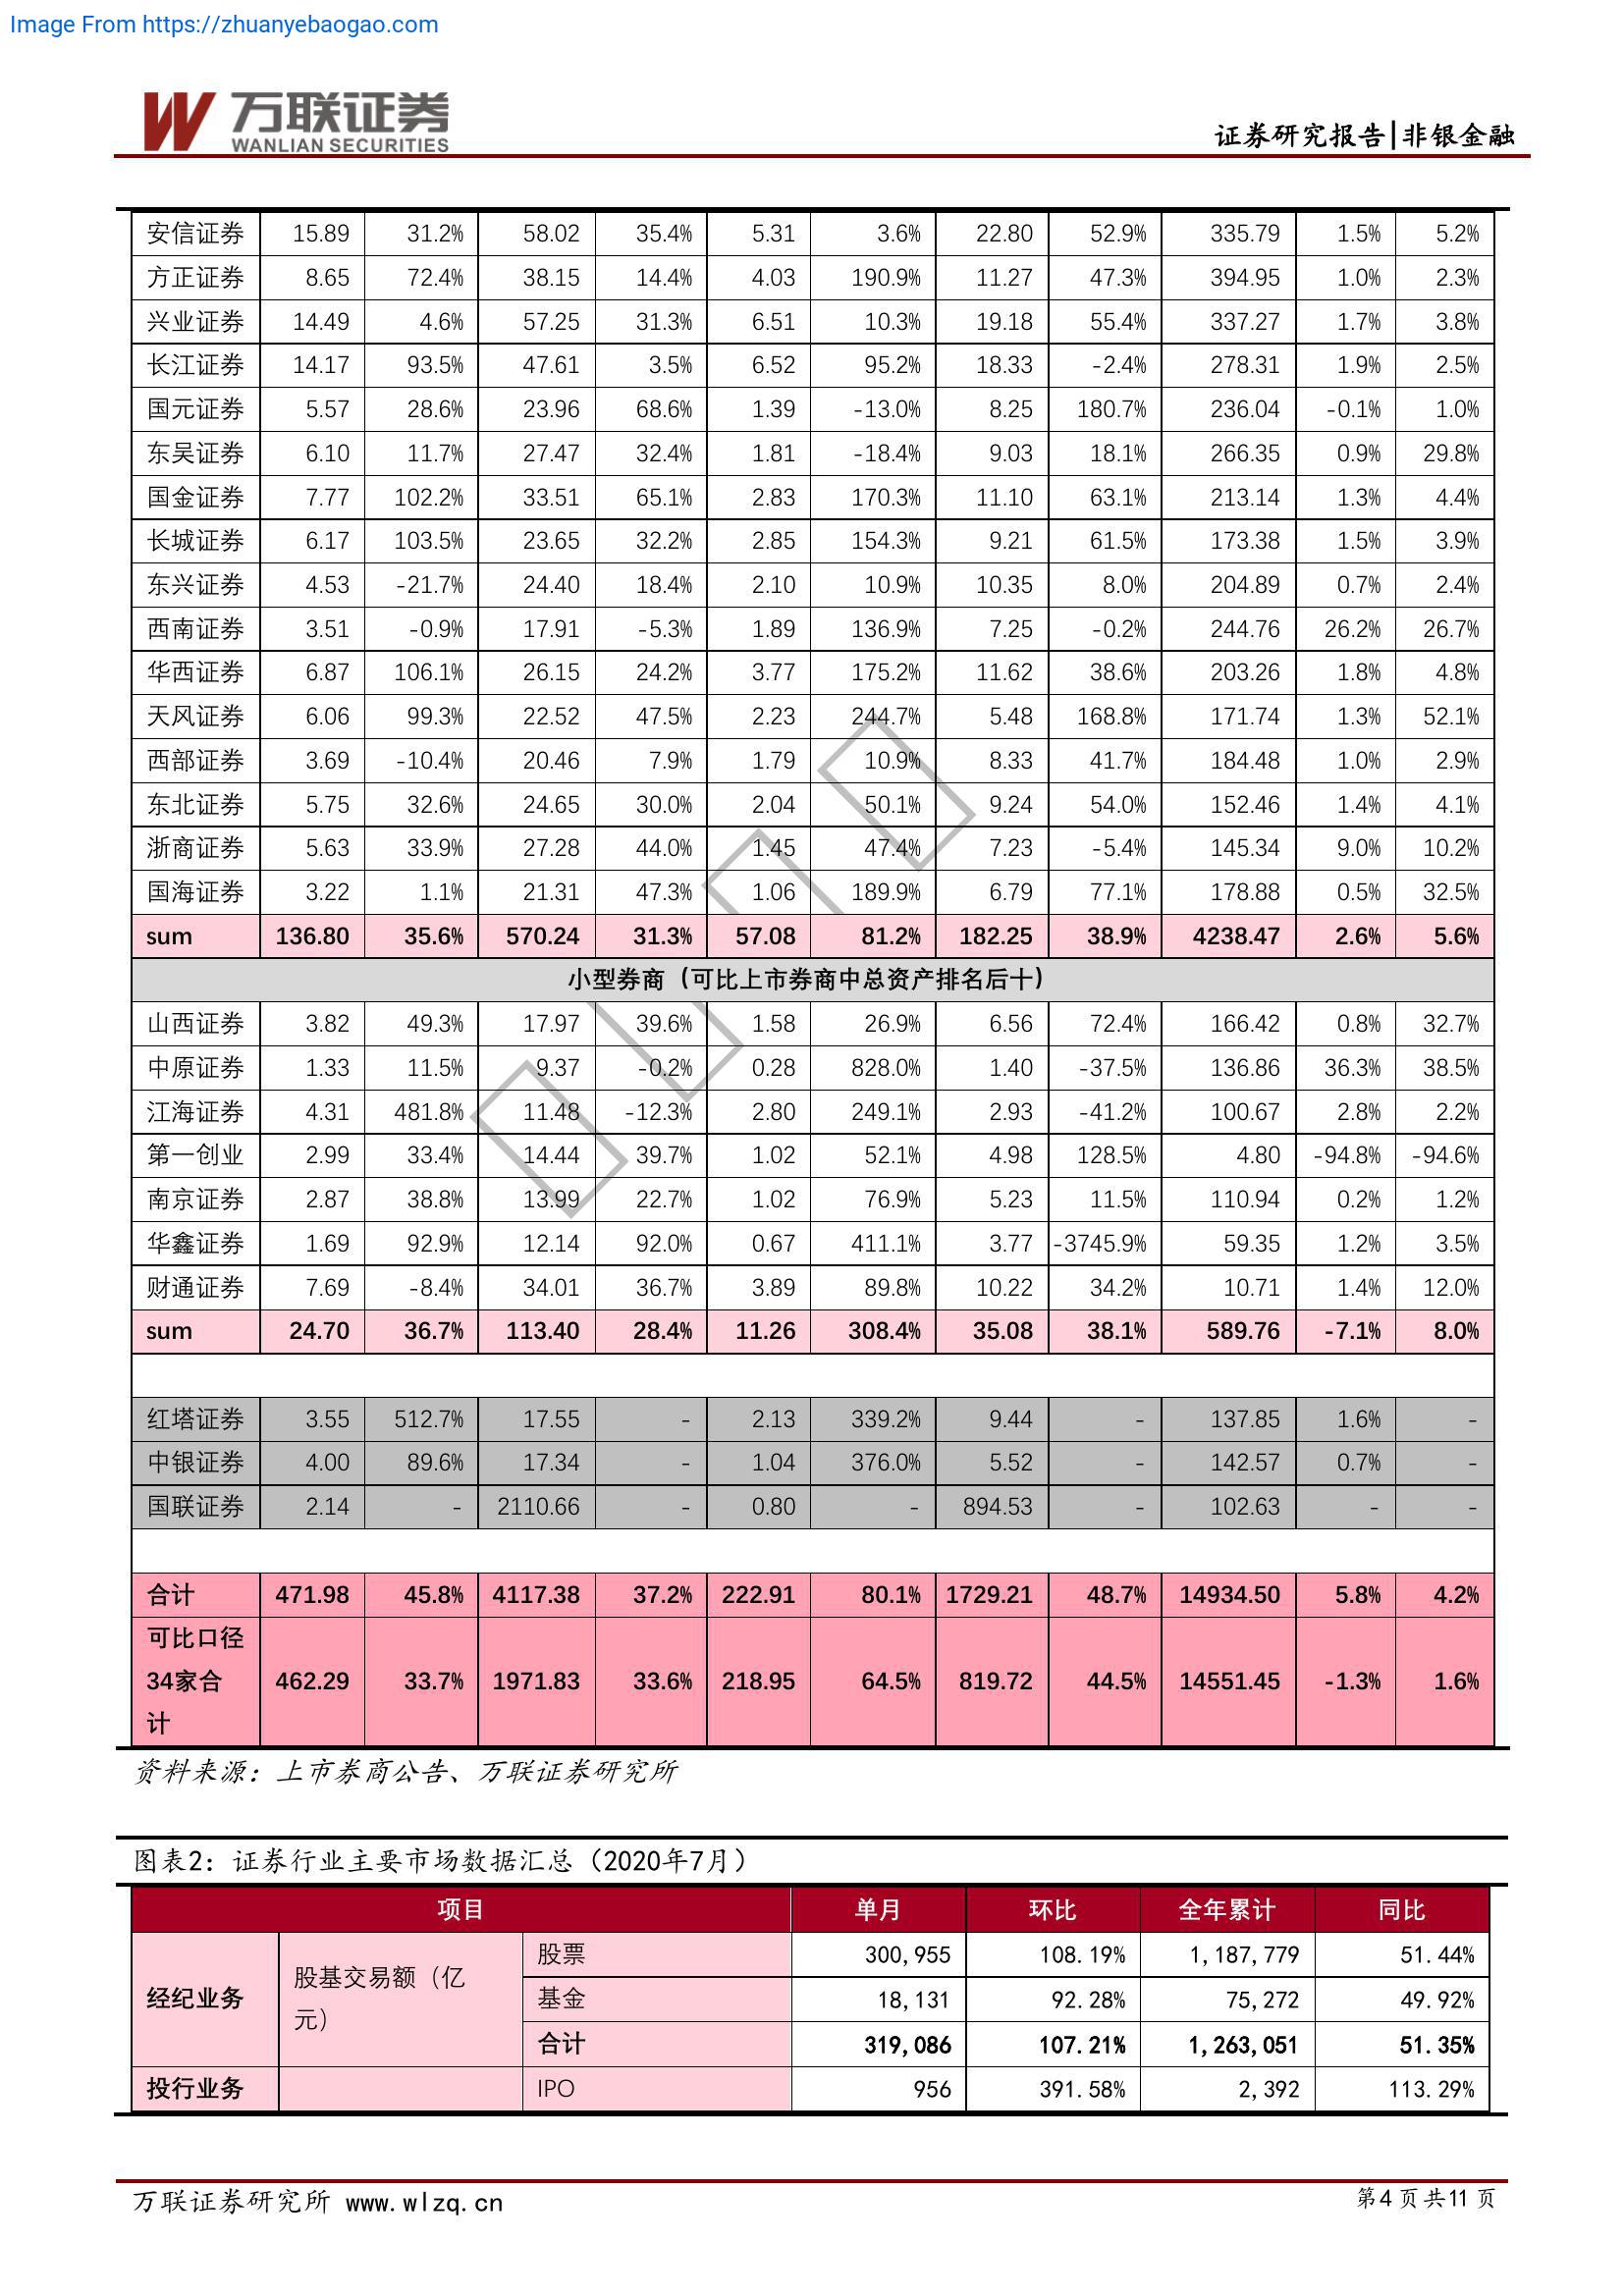 Image From https://zhuanyebaogao.com
万联证券
WANLIAN SECURITIES
证券研究报告|非银金融
安信证券 15.89 31.2% 58.02 35.4% 5.31 3.6% 22.80 52.9% 335.79 1.5% 5.2%
方正证券 8.65 72.4% 38.15 14.4% 4.03 190.9% 11.27 47.3% 394.95 1.0% 2.3%
兴业证券 14.49 4.6% 57.25 31.3% 6.51 10.3% 19.18 55.4% 337.27 1.7% 3.8%
长江证券 14.17 93.5% 47.61 3.5% 6.52 95.2% 18.33 -2.4% 278.31 1.9% 2.5%
国元证券 5.57 28.6% 23.96 68.6% 1.39 -13.0% 8.25 180.7% 236.04 -0.1% 1.0%
东吴证券 6.10 11.7% 27.47 32.4% 1.81 -18.4% 9.03 18.1% 266.35 0.9% 29.8%
国金证券 7.77 102.2% 33.51 65.1% 2.83 170.3% 11.10 63.1% 213.14 1.3% 4.4%
长城证券 6.17 103.5% 23.65 32.2% 2.85 154.3% 9.21 61.5% 173.38 1.5% 3.9%
东兴证券 4.53 -21.7% 24.40 18.4% 2.10 10.9% 10.35 8.0% 204.89 0.7% 2.4%
西南证券 3.51 -0.9% 17.91 -5.3% 1.89 136.9% 7.25 -0.2% 244.76 26.2% 26.7%
华西证券 6.87 106.1% 26.15 24.2% 3.77 175.2% 11.62 38.6% 203.26 1.8% 4.8%
天风证券 6.06 99.3% 22.52 47.5% 2.23 244.7% 5.48 168.8% 171.74 1.3% 52.1%
西部证券 3.69 -10.4% 20.46 7.9% 1.79 10.9% 8.33 41.7% 184.48 1.0% 2.9%
东北证券 5.75 32.6% 24.65 30.0% 2.04 50.1% 9.24 54.0% 152.46 1.4% 4.1%
浙商证券 5.63 33.9% 27.28 44.0% 1.45 47.4% 7.23 -5.4% 145.34 9.0% 10.2%
国海证券 3.22 1.1% 21.31 47.3% 1.06 189.9% 6.79 77.1% 178.88 0.5% 32.5%
sum 136.80 35.6% 570.24 31.3% 57.08 81.2% 182.25 38.9% 4238.47 2.6% 5.6%
小型券商（可比上市券商中总资产排名后十）
山西证券 3.82 49.3% 17.97 39.6% 1.58 26.9% 6.56 72.4% 166.42 0.8% 32.7%
中原证券 1.33 11.5% 9.37 -0.2% 0.28 828.0% 1.40 -37.5% 136.86 36.3% 38.5%
江海证券 4.31 481.8% 11.48 -12.3% 2.80 249.1% 2.93 -41.2% 100.67 2.8% 2.2%
第一创业 2.99 33.4% 14.44 39.7% 1.02 52.1% 4.98 128.5% 4.80 -94.8% -94.6%
南京证券 2.87 38.8% 13.99 22.7% 1.02 76.9% 5.23 11.5% 110.94 0.2% 1.2%
华鑫证券 1.69 92.9% 12.14 92.0% 0.67 411.1% 3.77 -3745.9% 59.35 1.2% 3.5%
财通证券 7.69 -8.4% 34.01 36.7% 3.89 89.8% 10.22 34.2% 10.71 1.4% 12.0%
sum 24.70 36.7% 113.40 28.4% 11.26 308.4% 35.08 38.1% 589.76 -7.1% 8.0%
红塔证券 3.55 512.7% 17.55 - 2.13 339.2% 9.44 - 137.85 1.6% -
中银证券 4.00 89.6% 17.34 - 1.04 376.0% 5.52 - 142.57 0.7% -
国联证券 2.14 - 2110.66 - 0.80 - 894.53 - 102.63 - -
合计 471.98 45.8% 4117.38 37.2% 222.91 80.1% 1729.21 48.7% 14934.50 5.8% 4.2%
可比口径
34家合 462.29 33.7% 1971.83 33.6% 218.95 64.5% 819.72 44.5% 14551.45 -1.3% 1.6%
计
资料来源：上市券商公告、万联证券研究所
图表2：证券行业主要市场数据汇总（2020年7月）
项目 单月 环比 全年累计 同比
经纪业务 股基交易额（亿
元） 股票 300,955 108.19% 1,187,779 51.44%
基金 18,131 92.28% 75,272 49.92%
合计 319,086 107.21% 1,263,051 51.35%
投行业务 IPO 956 391.58% 2,392 113.29%
万联证券研究所 www.wlzq.cn 第4页共11页